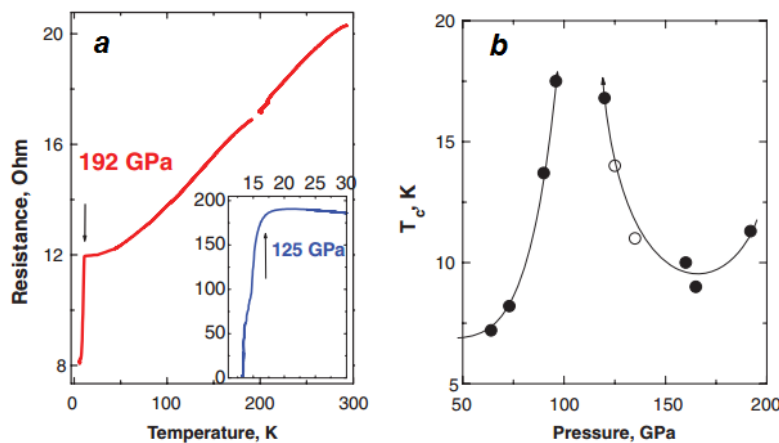 a
Resistance, Ohm
20
16
12
8
192 GPa
15 20 25 30
200
150
100
50
0
125 GPa
0 100 200 300
Temperature, K
b
T_c, K
20
15
10
5
50 100 150 200
Pressure, GPa